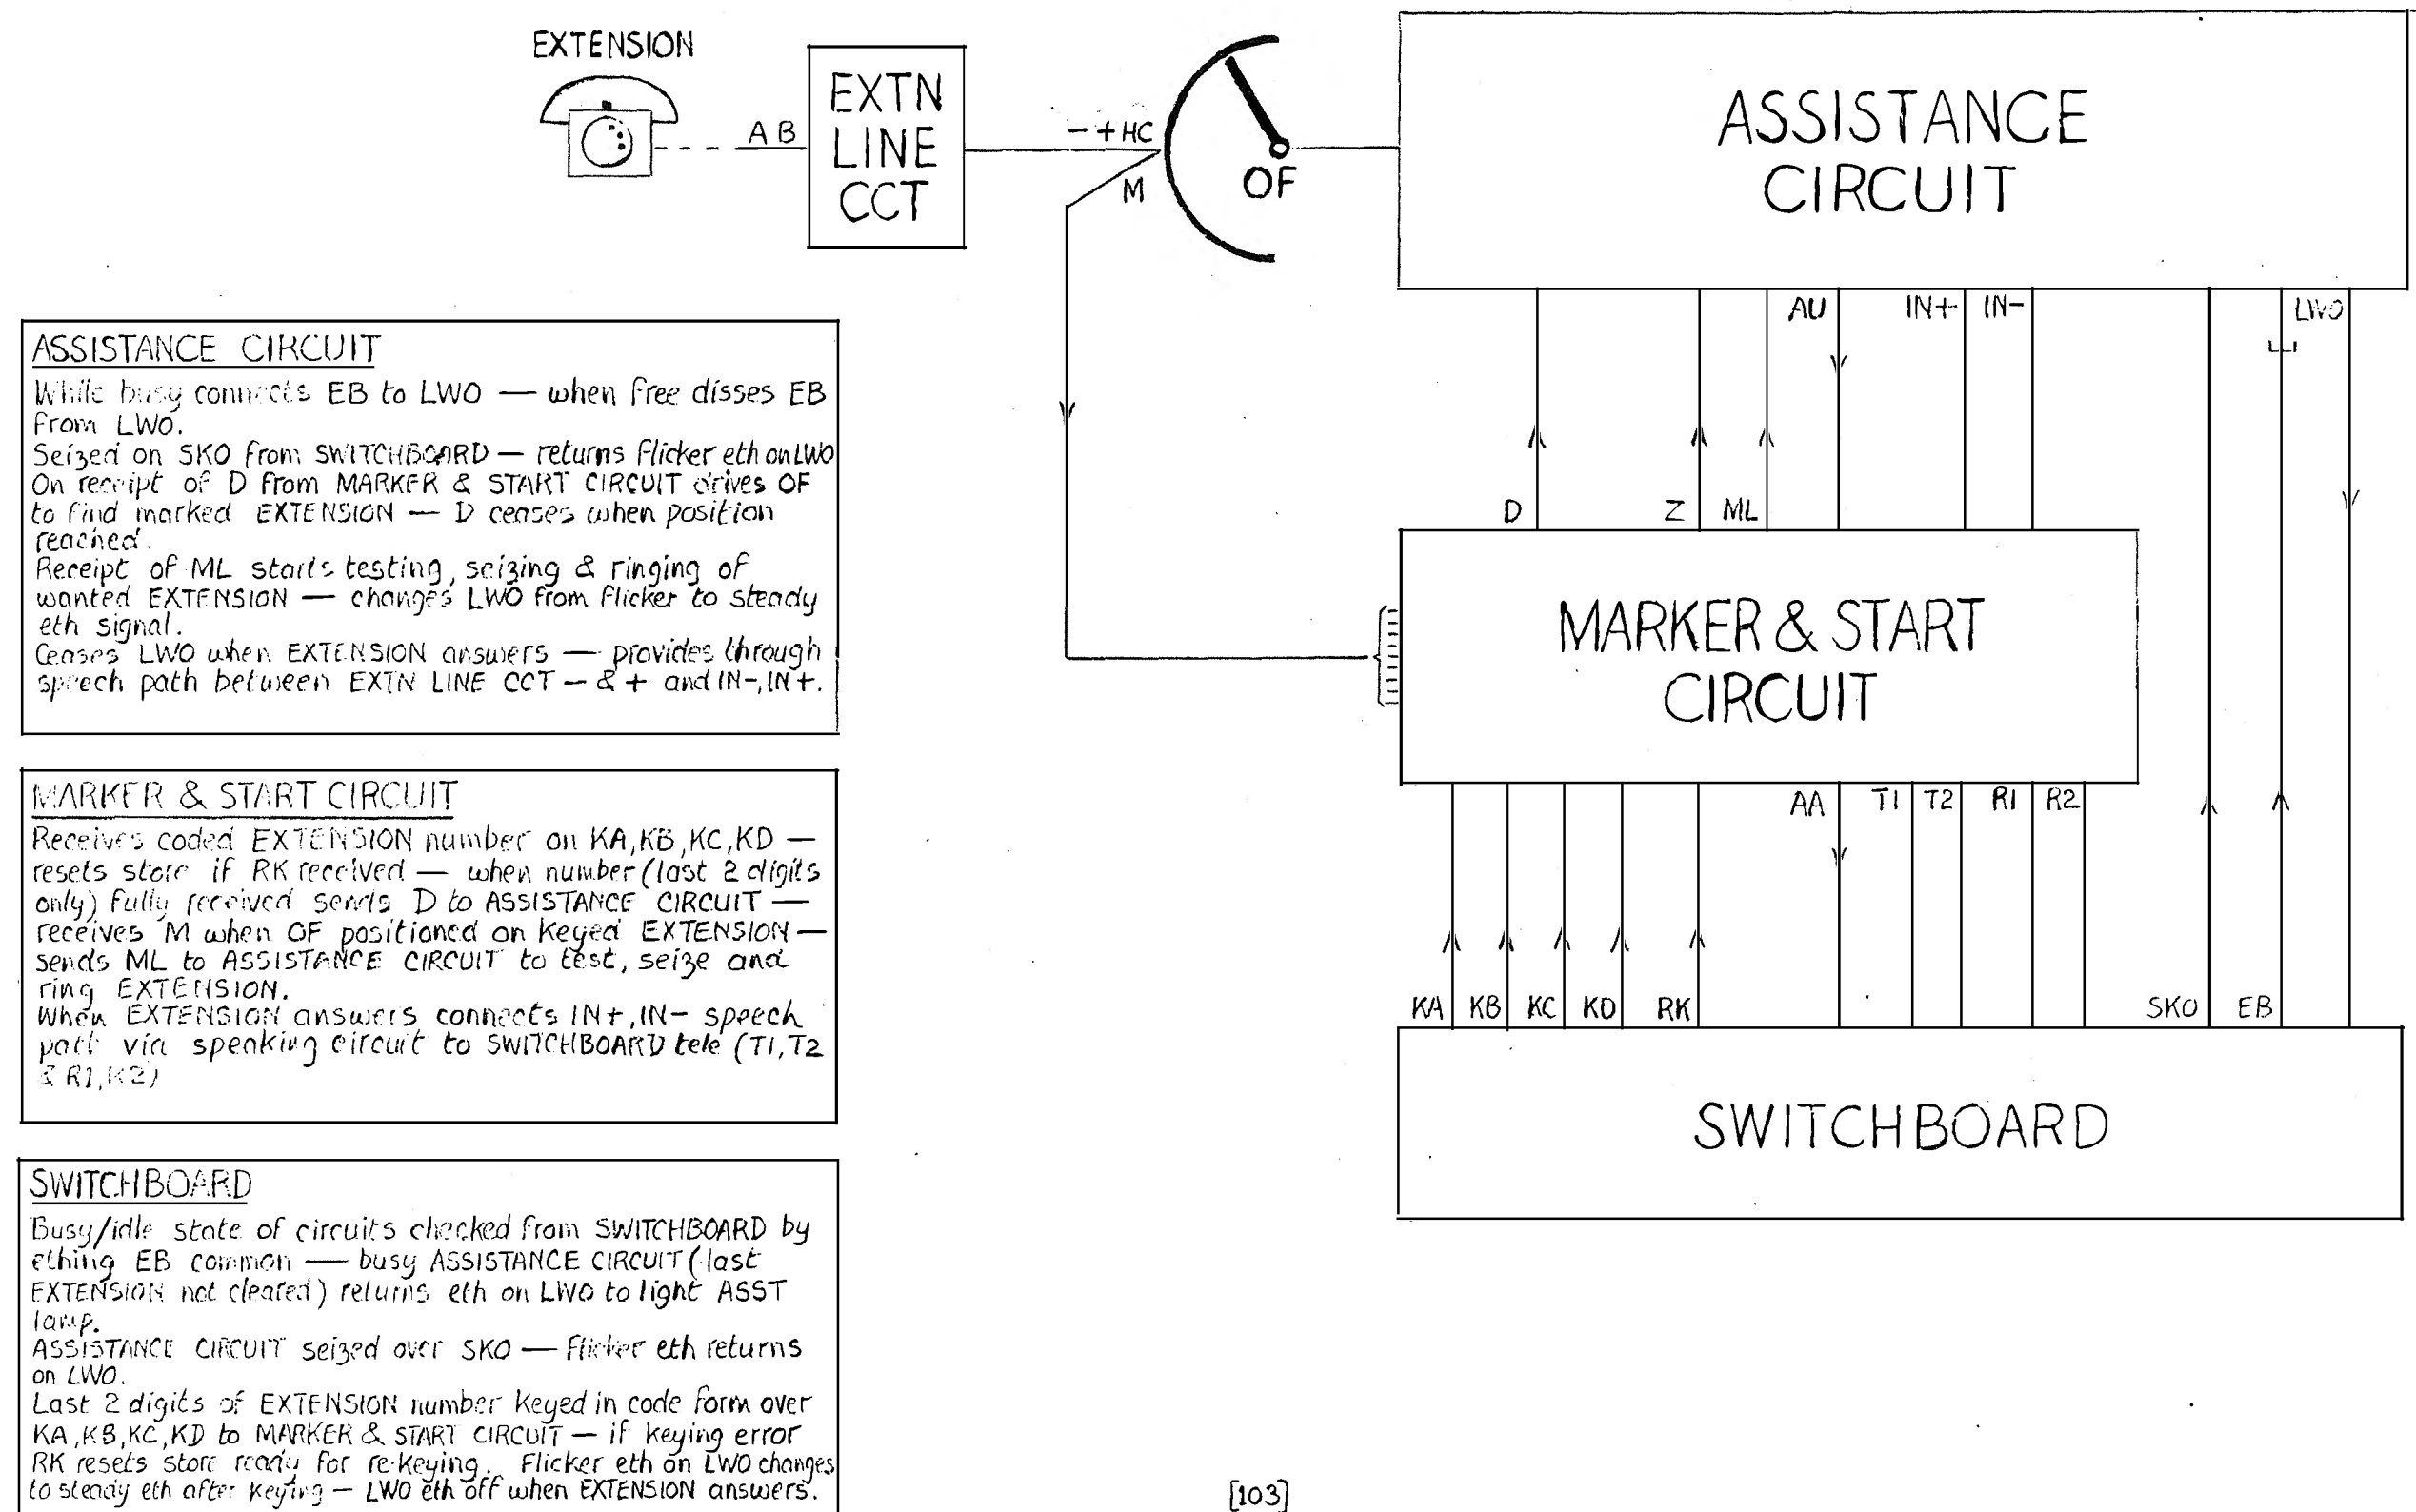 EXTENSION
A B
EXTN
LINE
CCT
- + HC
M
OF
ASSISTANCE
CIRCUIT
AU
IN+
IN-
LWO
D
Z
ML
MARKER & START
CIRCUIT
AA
T1
T2
R1
R2
KA
KB
KC
KD
RK
SKO
EB
SWITCHBOARD
ASSISTANCE CIRCUIT
While busy connects EB to LWO — when free disses EB
from LWO.
Seized on SKO from SWITCHBOARD — returns flicker eth on LWO
On receipt of D from MARKER & START CIRCUIT drives OF
to find marked EXTENSION — D ceases when position
reached.
Receipt of ML starts testing, seizing & ringing of
wanted EXTENSION — changes LWO from flicker to steady
eth signal.
Ceases LWO when EXTENSION answers — provides through
speech path between EXTN LINE CCT - & + and IN-, IN+.
MARKER & START CIRCUIT
Receives coded EXTENSION number on KA, KB, KC, KD —
resets store if RK received — when number (last 2 digits
only) fully received sends D to ASSISTANCE CIRCUIT —
receives M when OF positioned on keyed EXTENSION —
sends ML to ASSISTANCE CIRCUIT to test, seize and
ring EXTENSION.
When EXTENSION answers connects IN+, IN- speech
path via speaking circuit to SWITCHBOARD tele (T1, T2
& R1, R2)
SWITCHBOARD
Busy/idle state of circuits checked from SWITCHBOARD by
ething EB common — busy ASSISTANCE CIRCUIT (last
EXTENSION not cleared) returns eth on LWO to light ASST
lamp.
ASSISTANCE CIRCUIT seized over SKO — flicker eth returns
on LWO.
Last 2 digits of EXTENSION number keyed in code form over
KA, KB, KC, KD to MARKER & START CIRCUIT — if keying error
RK resets store ready for re-keying. Flicker eth on LWO changes
to steady eth after keying — LWO eth off when EXTENSION answers.
[103]